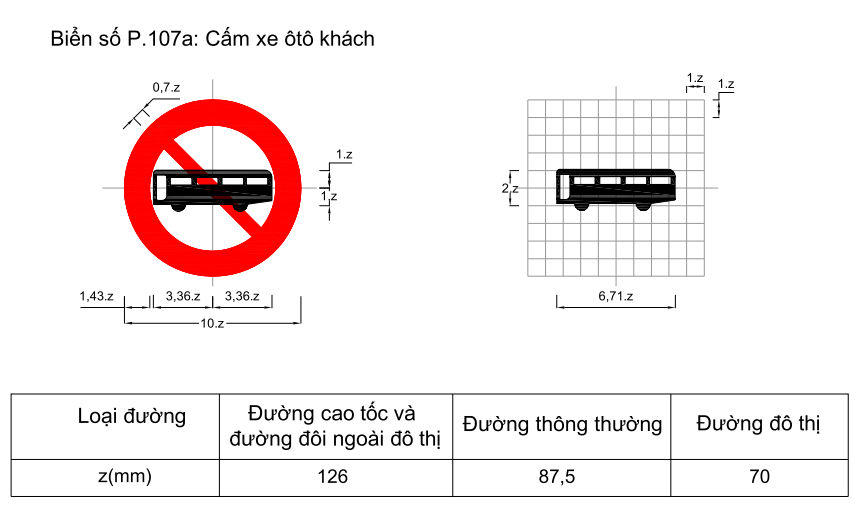 Biển số P.107a: Cấm xe ôtô khách
0,7.z
1.z
1.z
1,43.z
3,36.z
3,36.z
10.z
1.z
1.z
2.z
6,71.z
Loại đường
Đường cao tốc và
đường đôi ngoài đô thị
Đường thông thường
Đường đô thị
z(mm)
126
87,5
70